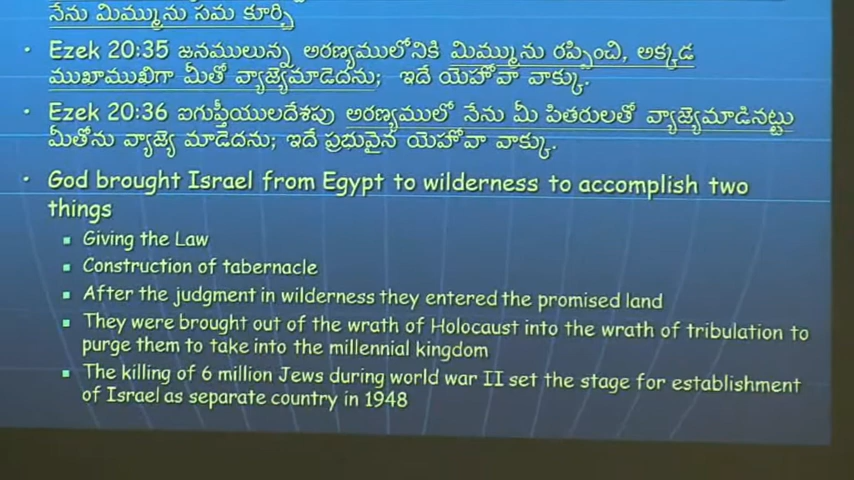 నేను మిమ్మును సమ కూర్చి
• Ezek 20:35 జనములున్న అరణ్యములోనికి మిమ్మును రప్పించి, అక్కడ
ముఖాముఖిగా మీతో వ్యాజ్యెమాడెదను; ఇదే యెహోవా వాక్కు.
• Ezek 20:36 ఐగుప్తీయులదేశపు అరణ్యములో నేను మీ పితరులతో వ్యాజ్యెమాడినట్టు
మీతోను వ్యాజ్యె మాడెదను; ఇదే ప్రభువైన యెహోవా వాక్కు.
• God brought Israel from Egypt to wilderness to accomplish two
things
▪ Giving the Law
▪ Construction of tabernacle
▪ After the judgment in wilderness they entered the promised land
▪ They were brought out of the wrath of Holocaust into the wrath of tribulation to
purge them to take into the millennial kingdom
▪ The killing of 6 million Jews during world war II set the stage for establishment
of Israel as separate country in 1948